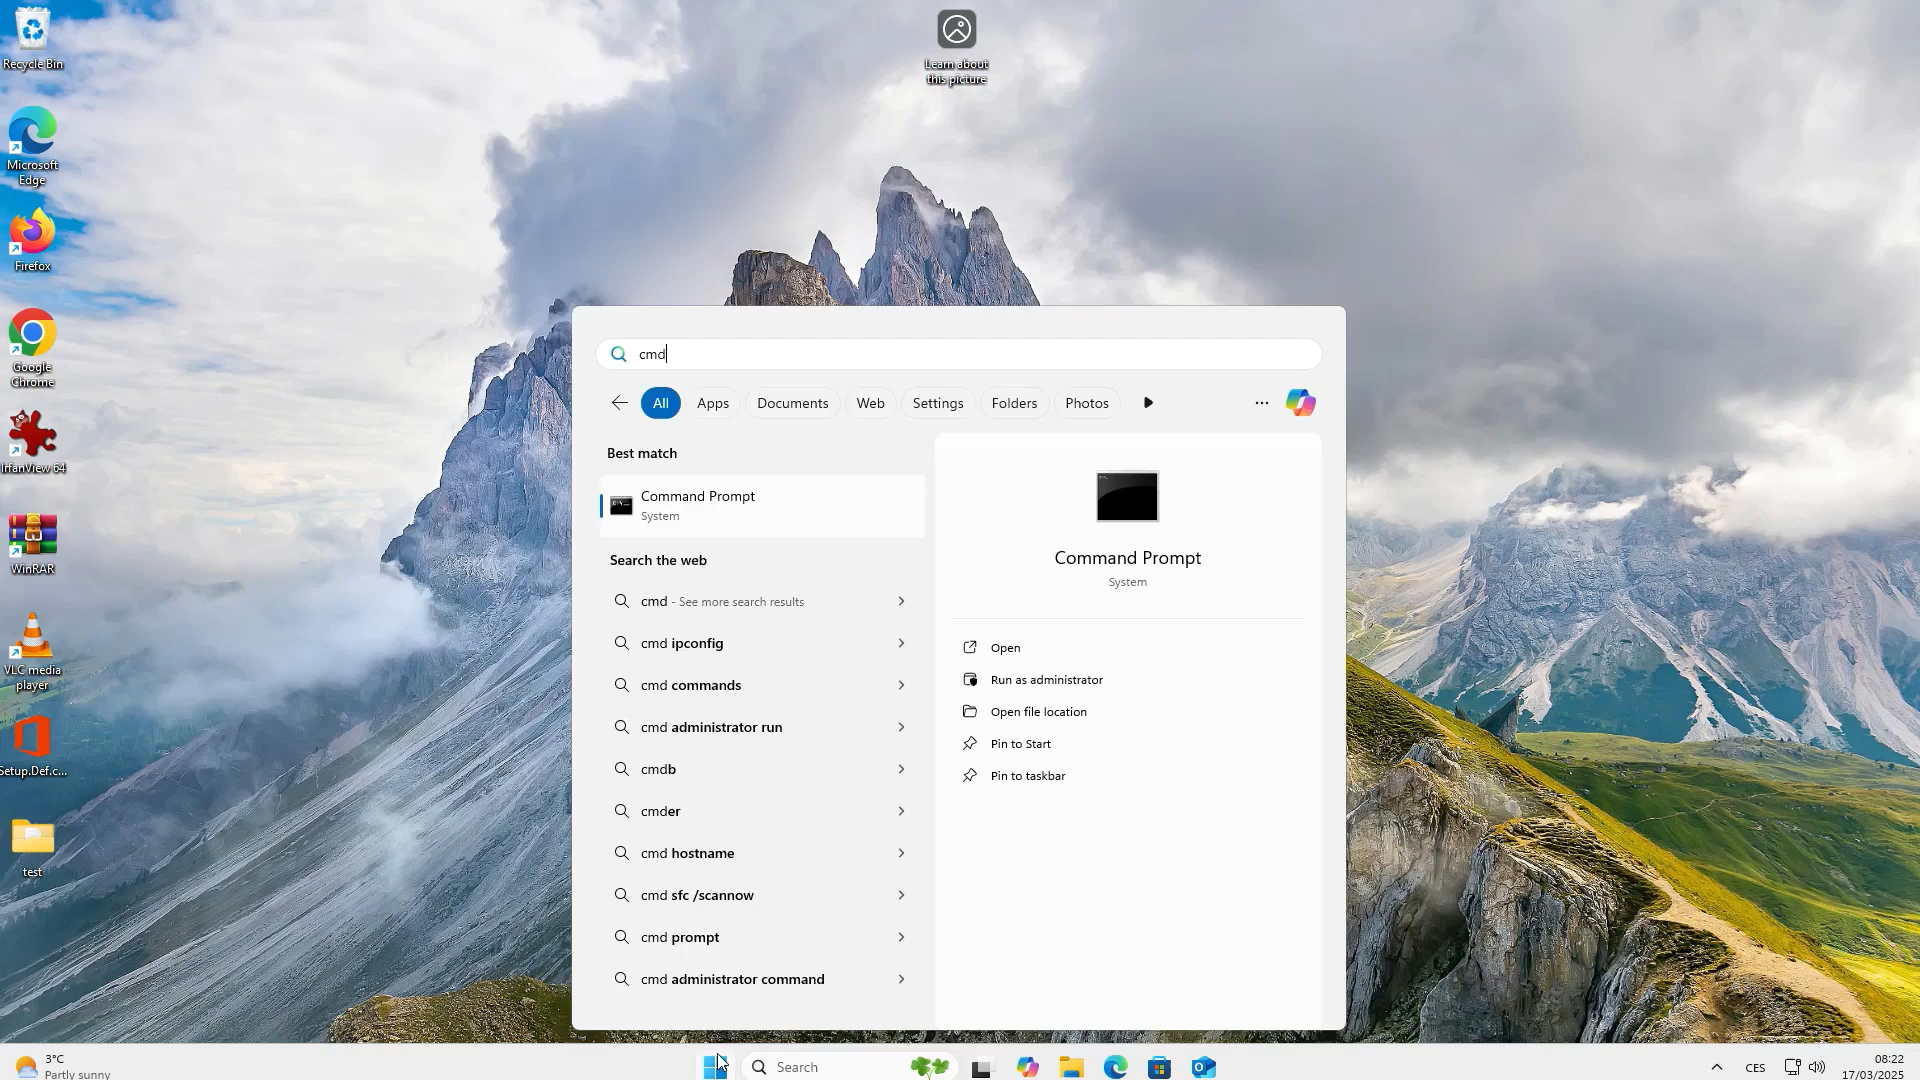 Recycle Bin
Microsoft
Edge
Firefox
Google
Chrome
IrfanView 64
WinRAR
VLC media
player
Setup.Def.c...
test
Learn about
this picture
cmd
All
Apps
Documents
Web
Settings
Folders
Photos
Best match
Command Prompt
System
Search the web
cmd - See more search results
cmd ipconfig
cmd commands
cmd administrator run
cmdb
cmder
cmd hostname
cmd sfc /scannow
cmd prompt
cmd administrator command
Command Prompt
System
Open
Run as administrator
Open file location
Pin to Start
Pin to taskbar
3°C
Partly sunny
Search
CES
08:22
17/03/2025